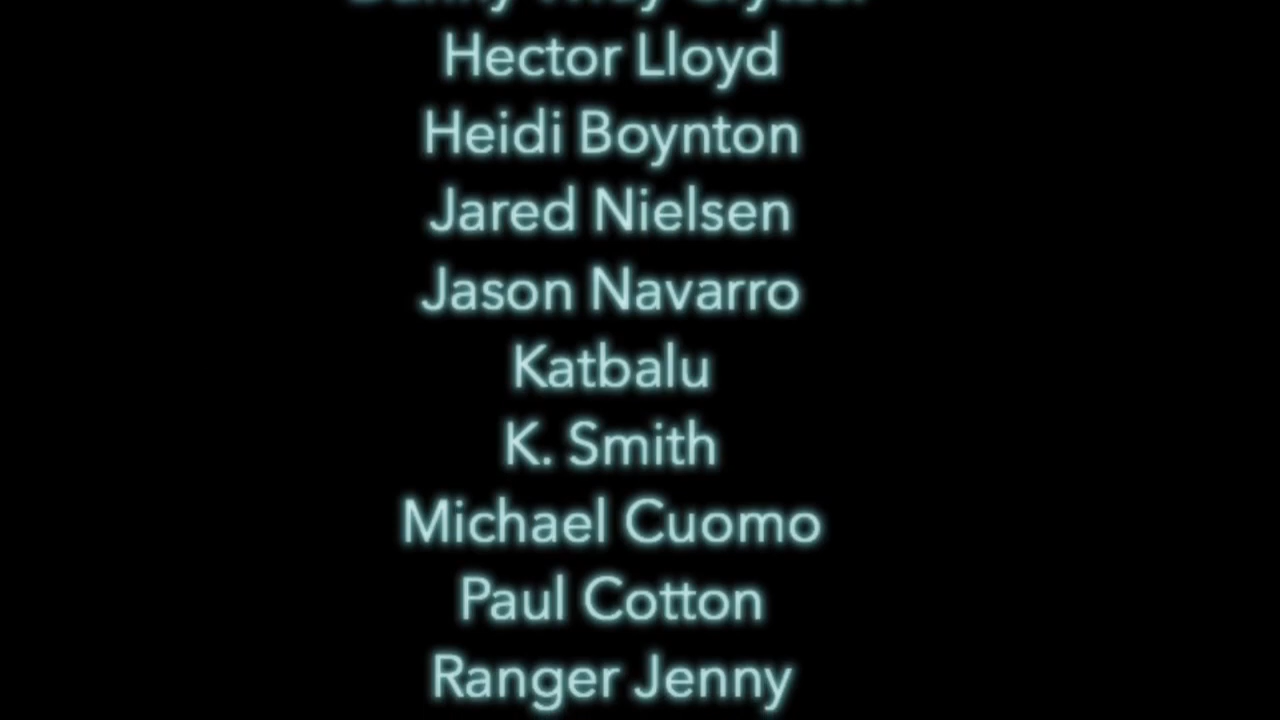 Hector Lloyd
Heidi Boynton
Jared Nielsen
Jason Navarro
Katbalu
K. Smith
Michael Cuomo
Paul Cotton
Ranger Jenny